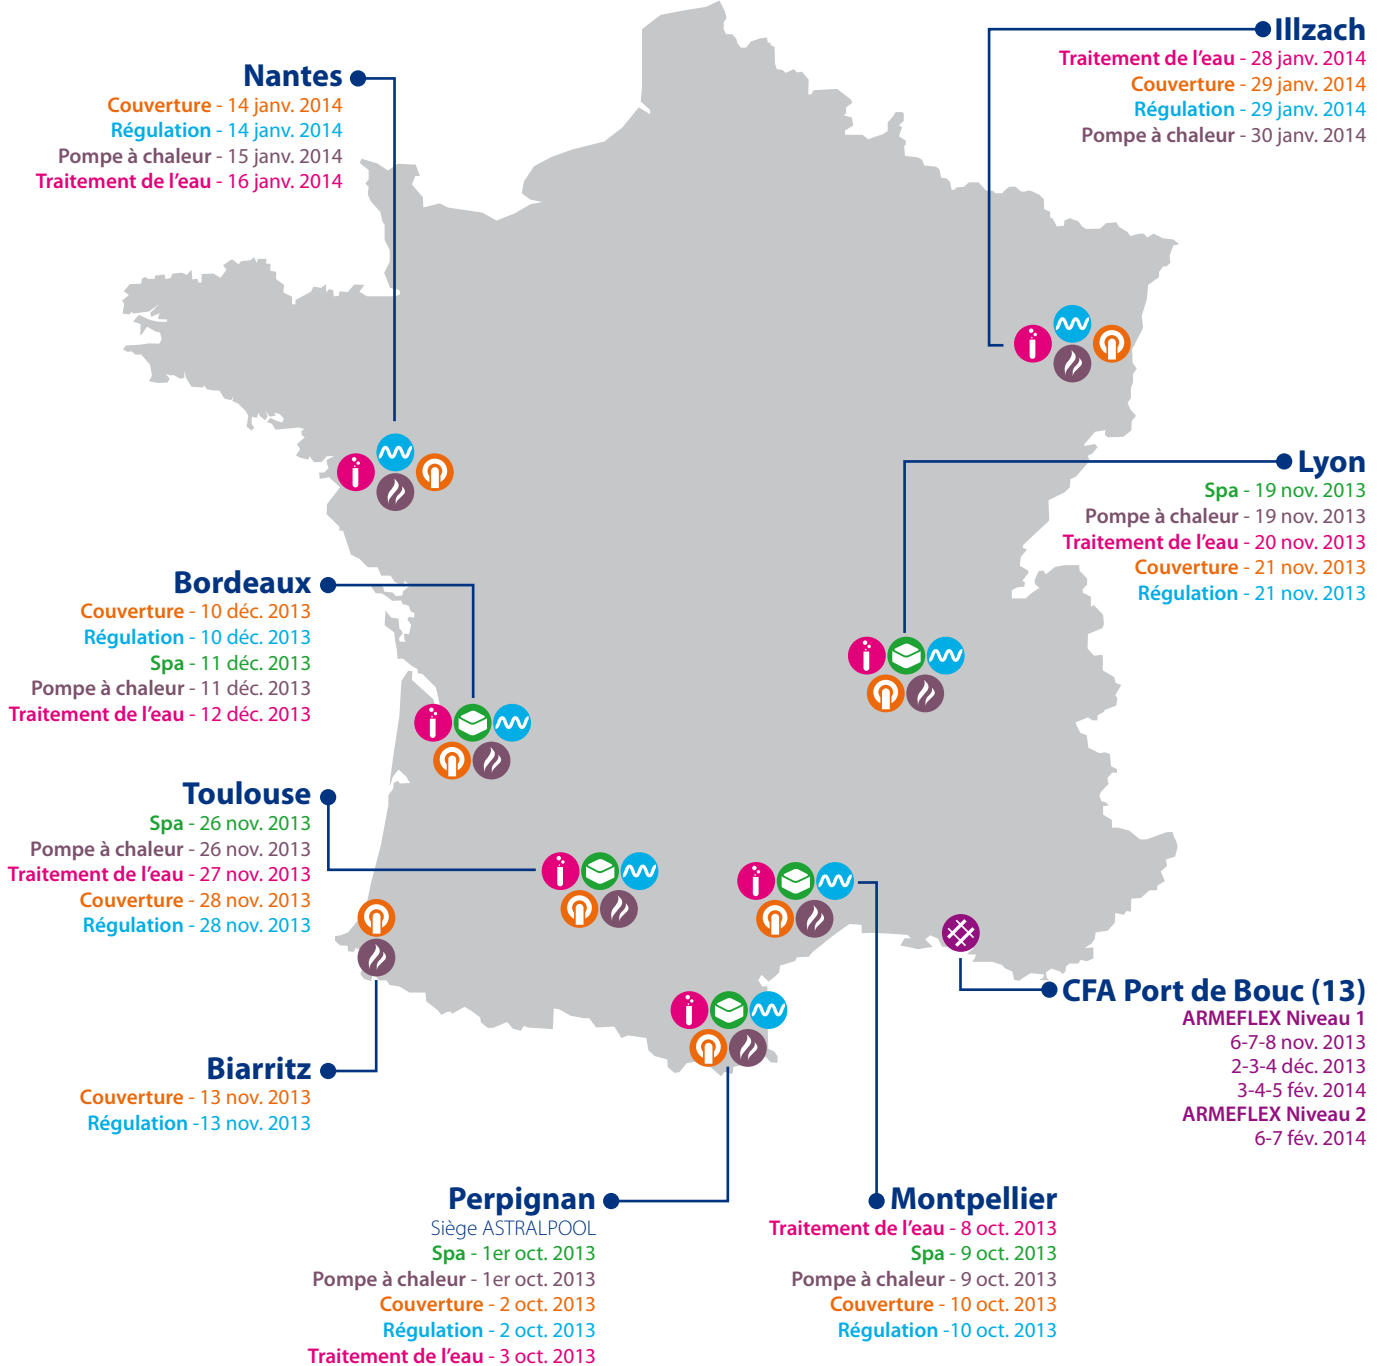 Nantes
Couverture - 14 janv. 2014
Régulation - 14 janv. 2014
Pompe à chaleur - 15 janv. 2014
Traitement de l'eau - 16 janv. 2014
Illzach
Traitement de l'eau - 28 janv. 2014
Couverture - 29 janv. 2014
Régulation - 29 janv. 2014
Pompe à chaleur - 30 janv. 2014
Lyon
Spa - 19 nov. 2013
Pompe à chaleur - 19 nov. 2013
Traitement de l'eau - 20 nov. 2013
Couverture - 21 nov. 2013
Régulation - 21 nov. 2013
Bordeaux
Couverture - 10 déc. 2013
Régulation - 10 déc. 2013
Spa - 11 déc. 2013
Pompe à chaleur - 11 déc. 2013
Traitement de l'eau - 12 déc. 2013
Toulouse
Spa - 26 nov. 2013
Pompe à chaleur - 26 nov. 2013
Traitement de l'eau - 27 nov. 2013
Couverture - 28 nov. 2013
Régulation - 28 nov. 2013
Biarritz
Couverture - 13 nov. 2013
Régulation -13 nov. 2013
CFA Port de Bouc (13)
ARMEFLEX Niveau 1
6-7-8 nov. 2013
2-3-4 déc. 2013
3-4-5 fév. 2014
ARMEFLEX Niveau 2
6-7 fév. 2014
Perpignan
Siège ASTRALPOOL
Spa - 1er oct. 2013
Pompe à chaleur - 1er oct. 2013
Couverture - 2 oct. 2013
Régulation - 2 oct. 2013
Traitement de l'eau - 3 oct. 2013
Montpellier
Traitement de l'eau - 8 oct. 2013
Spa - 9 oct. 2013
Pompe à chaleur - 9 oct. 2013
Couverture - 10 oct. 2013
Régulation -10 oct. 2013